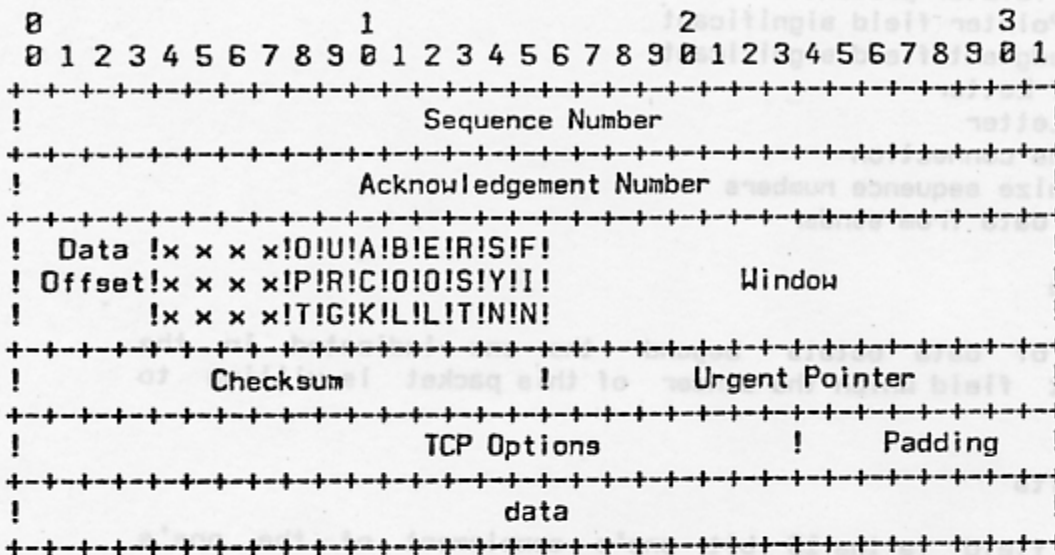 0                   1                   2                   3
0 1 2 3 4 5 6 7 8 9 0 1 2 3 4 5 6 7 8 9 0 1 2 3 4 5 6 7 8 9 0 1
+-+-+-+-+-+-+-+-+-+-+-+-+-+-+-+-+-+-+-+-+-+-+-+-+-+-+-+-+-+-+-+-
! Sequence Number
+-+-+-+-+-+-+-+-+-+-+-+-+-+-+-+-+-+-+-+-+-+-+-+-+-+-+-+-+-+-+-+-
! Acknowledgement Number
+-+-+-+-+-+-+-+-+-+-+-+-+-+-+-+-+-+-+-+-+-+-+-+-+-+-+-+-+-+-+-+-
! Data !x x x x!O!U!A!B!E!R!S!F!
! Offset!x x x x!P!R!C!O!O!S!Y!I! Window
! !x x x x!T!G!K!L!L!T!N!N!
+-+-+-+-+-+-+-+-+-+-+-+-+-+-+-+-+-+-+-+-+-+-+-+-+-+-+-+-+-+-+-+-
! Checksum ! Urgent Pointer
+-+-+-+-+-+-+-+-+-+-+-+-+-+-+-+-+-+-+-+-+-+-+-+-+-+-+-+-+-+-+-+-
! TCP Options ! Padding
+-+-+-+-+-+-+-+-+-+-+-+-+-+-+-+-+-+-+-+-+-+-+-+-+-+-+-+-+-+-+-+-
! data
+-+-+-+-+-+-+-+-+-+-+-+-+-+-+-+-+-+-+-+-+-+-+-+-+-+-+-+-+-+-+-+-